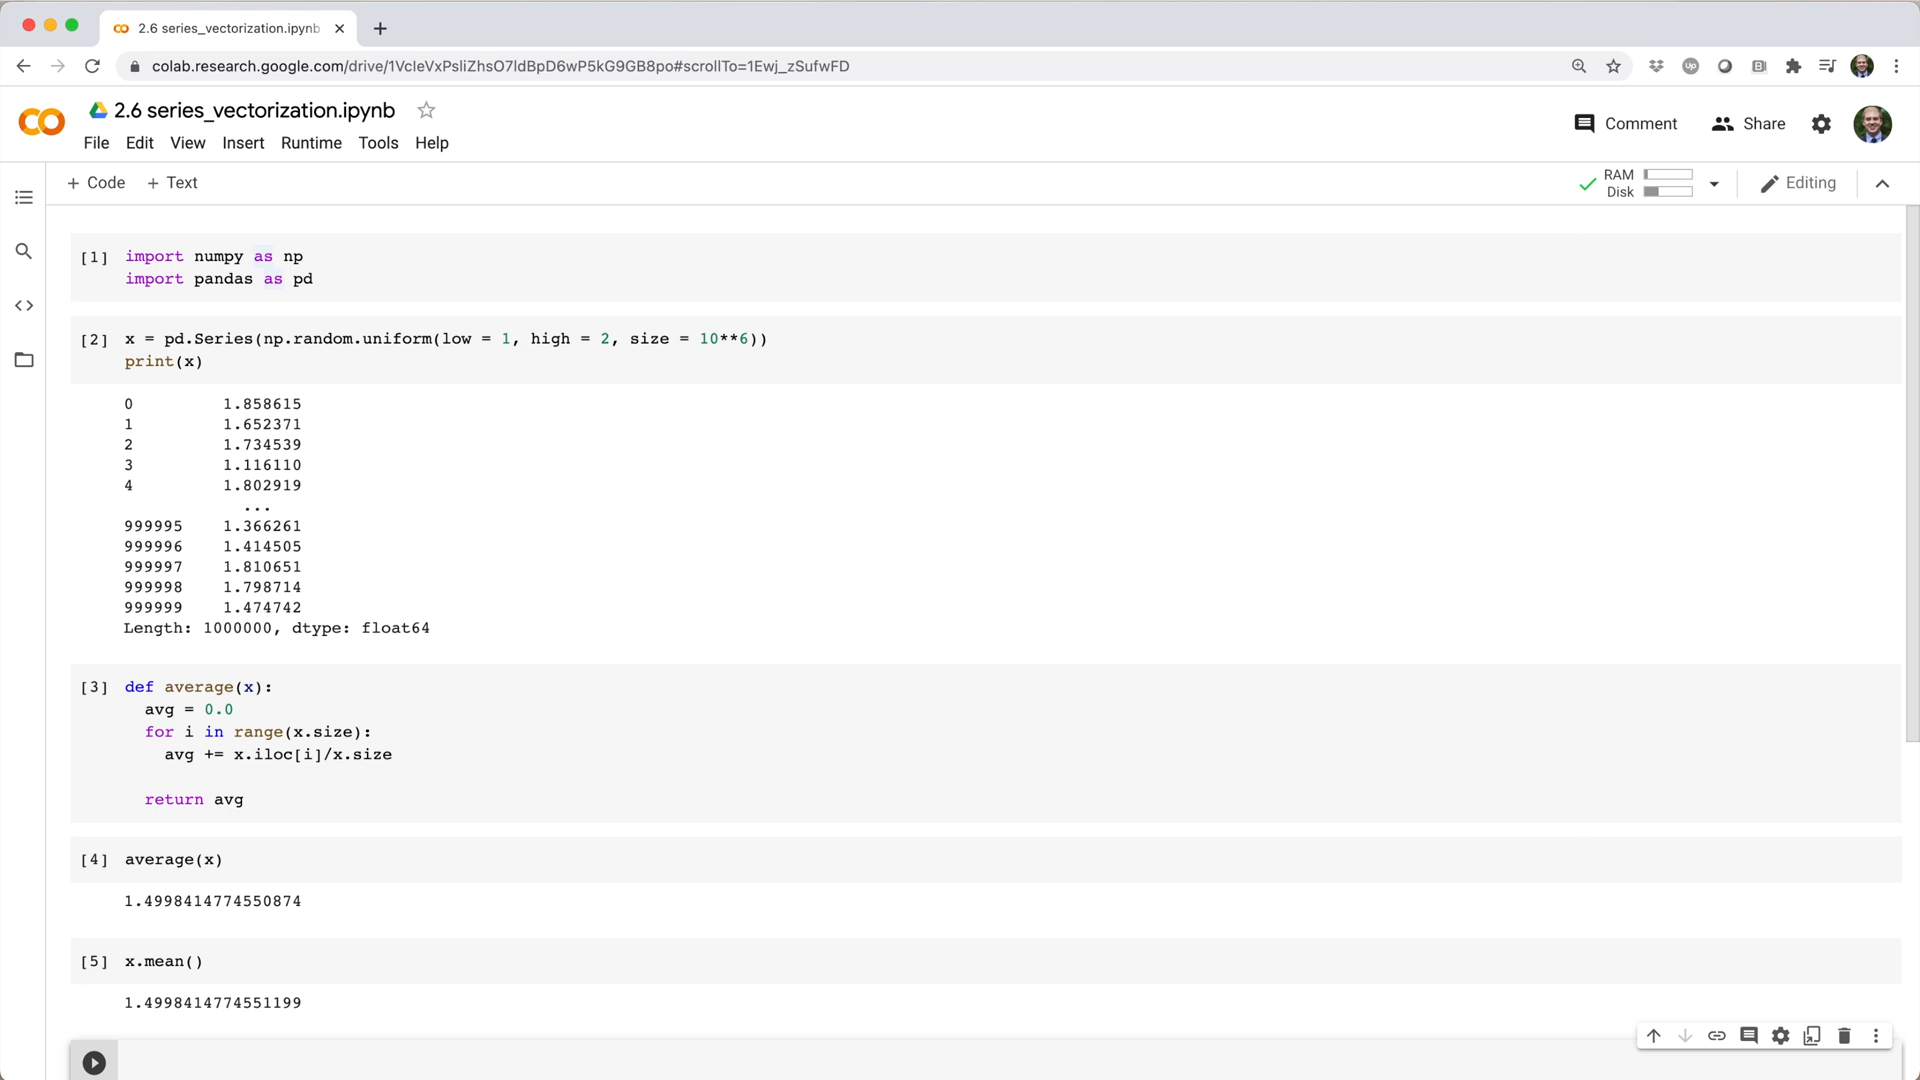 2.6 series_vectorization.ipynb
colab.research.google.com/drive/1VcIeVxPsliZhsO7ldBpD6wP5kG9GB8po#scrollTo=1Ewj_zSufwFD
2.6 series_vectorization.ipynb
File Edit View Insert Runtime Tools Help
Comment Share
+ Code + Text
RAM
Disk
Editing
[1] import numpy as np
import pandas as pd
[2] x = pd.Series(np.random.uniform(low = 1, high = 2, size = 10**6))
print(x)
0 1.858615
1 1.652371
2 1.734539
3 1.116110
4 1.802919
...
999995 1.366261
999996 1.414505
999997 1.810651
999998 1.798714
999999 1.474742
Length: 1000000, dtype: float64
[3] def average(x):
avg = 0.0
for i in range(x.size):
avg += x.iloc[i]/x.size
return avg
[4] average(x)
1.4998414774550874
[5] x.mean()
1.4998414774551199